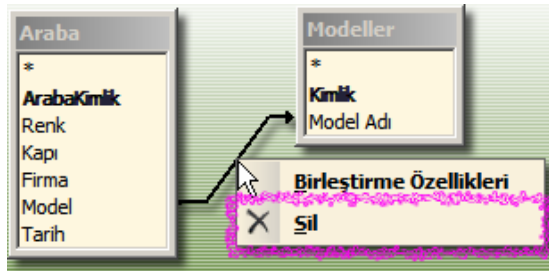 Araba
*
ArabaKimlik
Renk
Kapı
Firma
Model
Tarih
Modeller
*
Kimlik
Model Adı
Birleştirme Özellikleri
Sil